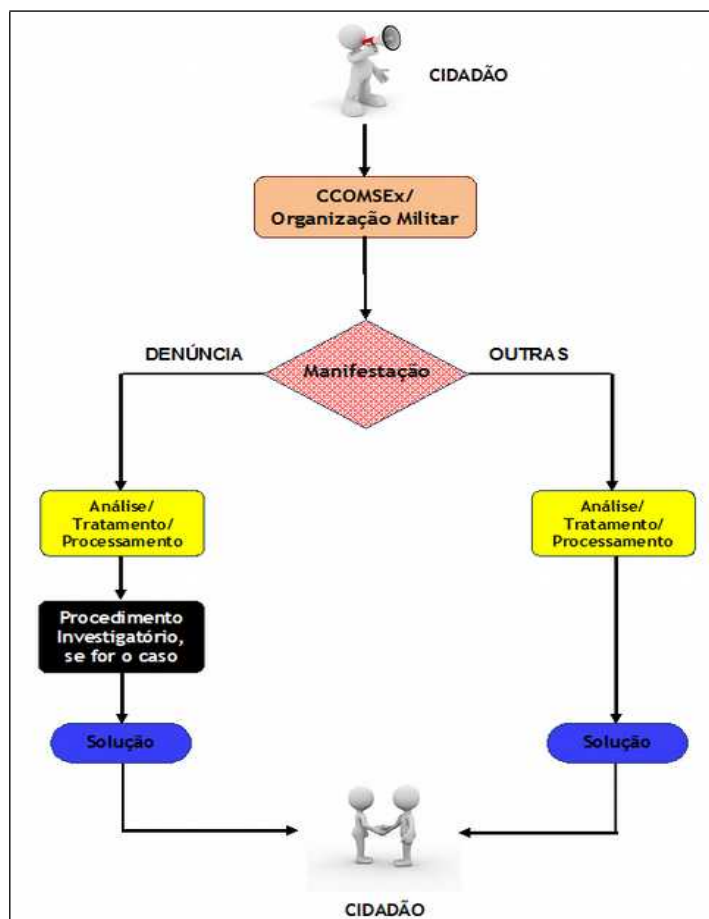 CIDADÃO
CCOMSEx/
Organização Militar
DENÚNCIA
OUTRAS
Manifestação
Análise/
Tratamento/
Processamento
Análise/
Tratamento/
Processamento
Procedimento
Investigatório,
se for o caso
Solução
Solução
CIDADÃO